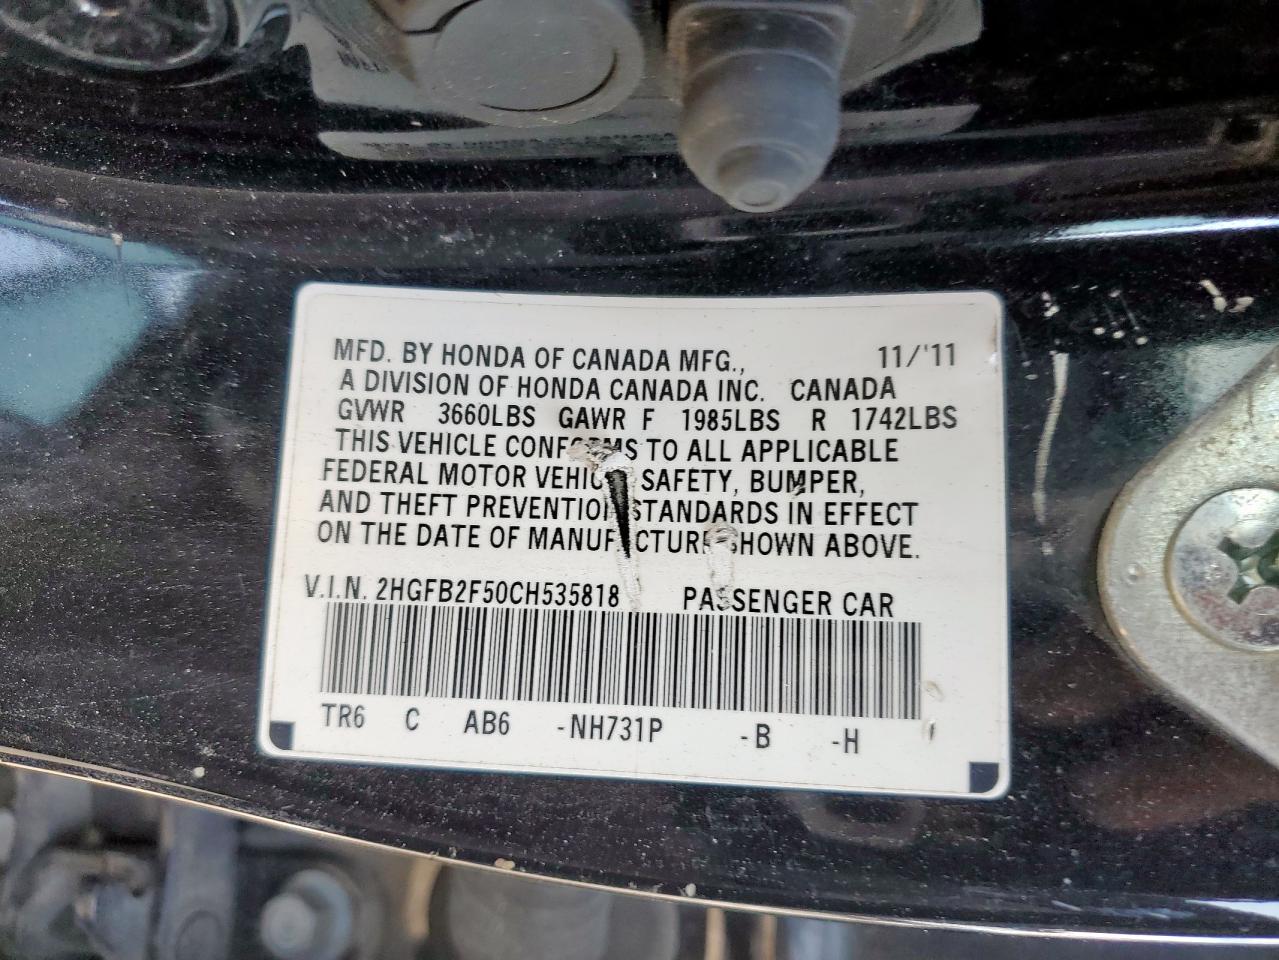 MFD. BY HONDA OF CANADA MFG., 11/'11
A DIVISION OF HONDA CANADA INC. CANADA
GVWR 3660LBS GAWR F 1985LBS R 1742LBS
THIS VEHICLE CONFORMS TO ALL APPLICABLE
FEDERAL MOTOR VEHICLE SAFETY, BUMPER,
AND THEFT PREVENTION STANDARDS IN EFFECT
ON THE DATE OF MANUFACTURE SHOWN ABOVE.
V.I.N. 2HGFB2F50CH535818 PASSENGER CAR
TR6 C AB6 -NH731P -B -H